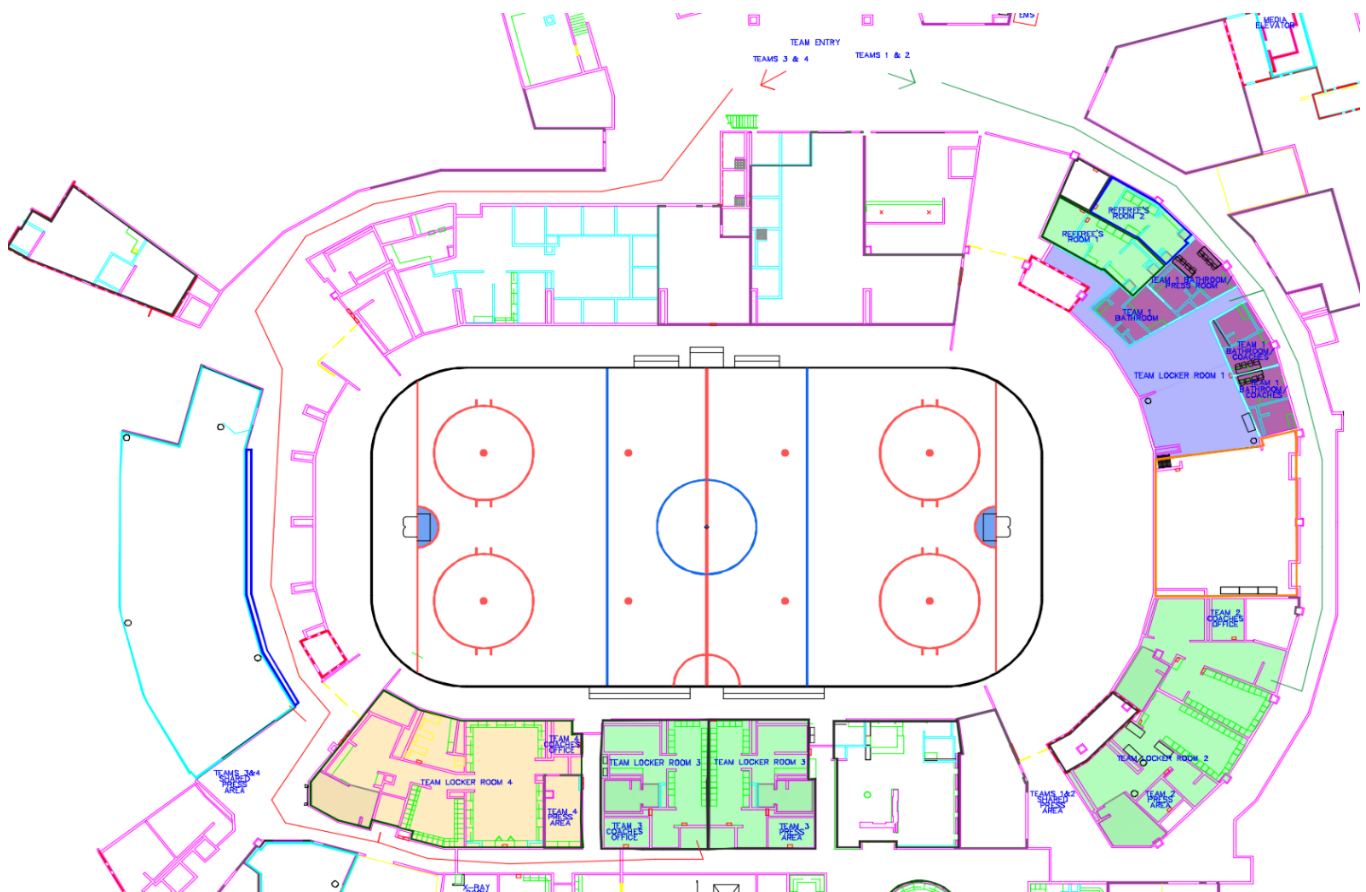 EMS
MEDIA
ELEVATOR
TEAM ENTRY
TEAMS 3 & 4
TEAMS 1 & 2
REFEREE'S
ROOM 2
REFEREE'S
ROOM 1
TEAM 1 BATHROOM/
PRESS ROOM
TEAM 1
BATHROOM
TEAM 1
BATHROOM/
COACHES
TEAM LOCKER ROOM 1
TEAM 1
BATHROOM/
COACHES
TEAM 2
COACHES
OFFICE
TEAM 4
COACHES
OFFICE
TEAM LOCKER ROOM 3
TEAM LOCKER ROOM 3
TEAM LOCKER ROOM 2
TEAMS 3&4
SHARED
PRESS
AREA
TEAM LOCKER ROOM 4
TEAMS 1&2
SHARED
PRESS
AREA
TEAM 2
PRESS
AREA
TEAM 4
PRESS
AREA
TEAM 3
COACHES
OFFICE
TEAM 3
PRESS
AREA
X-RAY